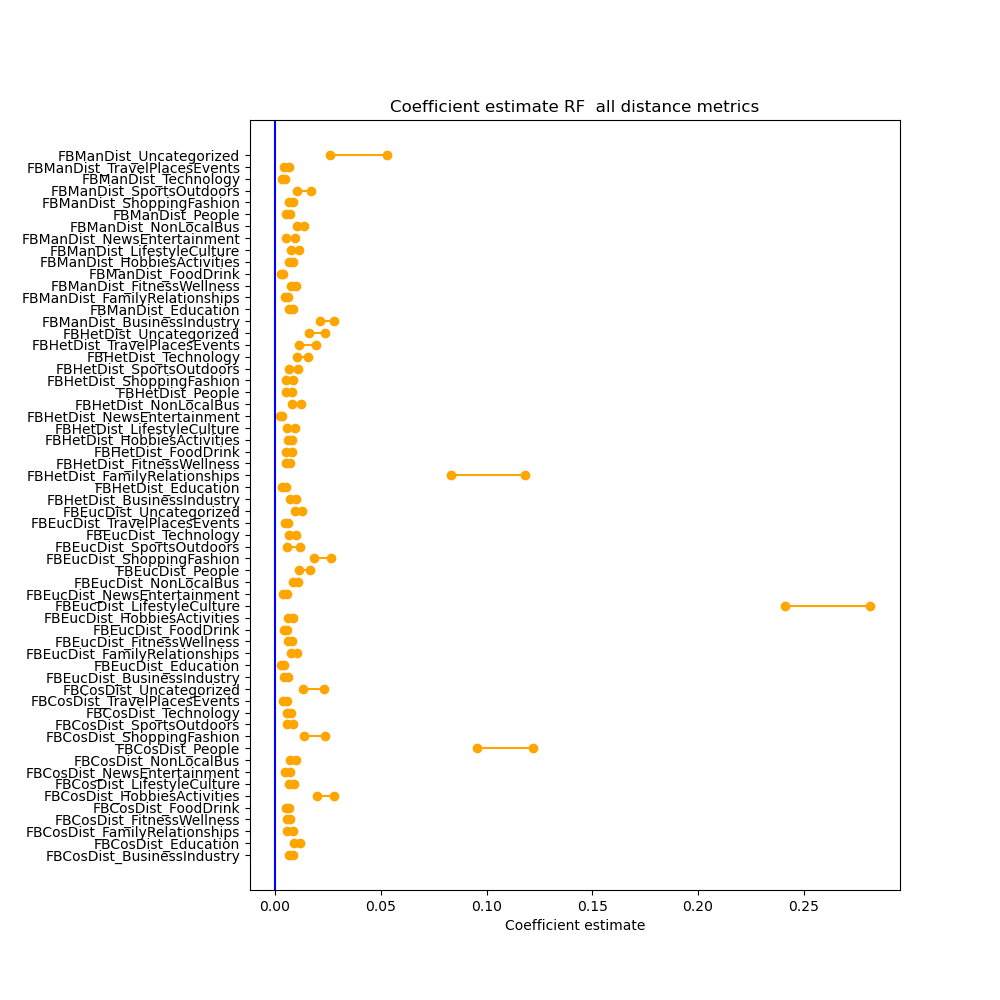 Coefficient estimate RF  all distance metrics
FBManDist_Uncategorized
FBManDist_TravelPlacesEvents
FBManDist_Technology
FBManDist_SportsOutdoors
FBManDist_ShoppingFashion
FBManDist_People
FBManDist_NonLocalBus
FBManDist_NewsEntertainment
FBManDist_LifestyleCulture
FBManDist_HobbiesActivities
FBManDist_FoodDrink
FBManDist_FitnessWellness
FBManDist_FamilyRelationships
FBManDist_Education
FBManDist_BusinessIndustry
FBHetDist_Uncategorized
FBHetDist_TravelPlacesEvents
FBHetDist_Technology
FBHetDist_SportsOutdoors
FBHetDist_ShoppingFashion
FBHetDist_People
FBHetDist_NonLocalBus
FBHetDist_NewsEntertainment
FBHetDist_LifestyleCulture
FBHetDist_HobbiesActivities
FBHetDist_FoodDrink
FBHetDist_FitnessWellness
FBHetDist_FamilyRelationships
FBHetDist_Education
FBHetDist_BusinessIndustry
FBEucDist_Uncategorized
FBEucDist_TravelPlacesEvents
FBEucDist_Technology
FBEucDist_SportsOutdoors
FBEucDist_ShoppingFashion
FBEucDist_People
FBEucDist_NonLocalBus
FBEucDist_NewsEntertainment
FBEucDist_LifestyleCulture
FBEucDist_HobbiesActivities
FBEucDist_FoodDrink
FBEucDist_FitnessWellness
FBEucDist_FamilyRelationships
FBEucDist_Education
FBEucDist_BusinessIndustry
FBCosDist_Uncategorized
FBCosDist_TravelPlacesEvents
FBCosDist_Technology
FBCosDist_SportsOutdoors
FBCosDist_ShoppingFashion
FBCosDist_People
FBCosDist_NonLocalBus
FBCosDist_NewsEntertainment
FBCosDist_LifestyleCulture
FBCosDist_HobbiesActivities
FBCosDist_FoodDrink
FBCosDist_FitnessWellness
FBCosDist_FamilyRelationships
FBCosDist_Education
FBCosDist_BusinessIndustry
0.00 0.05 0.10 0.15 0.20 0.25
Coefficient estimate